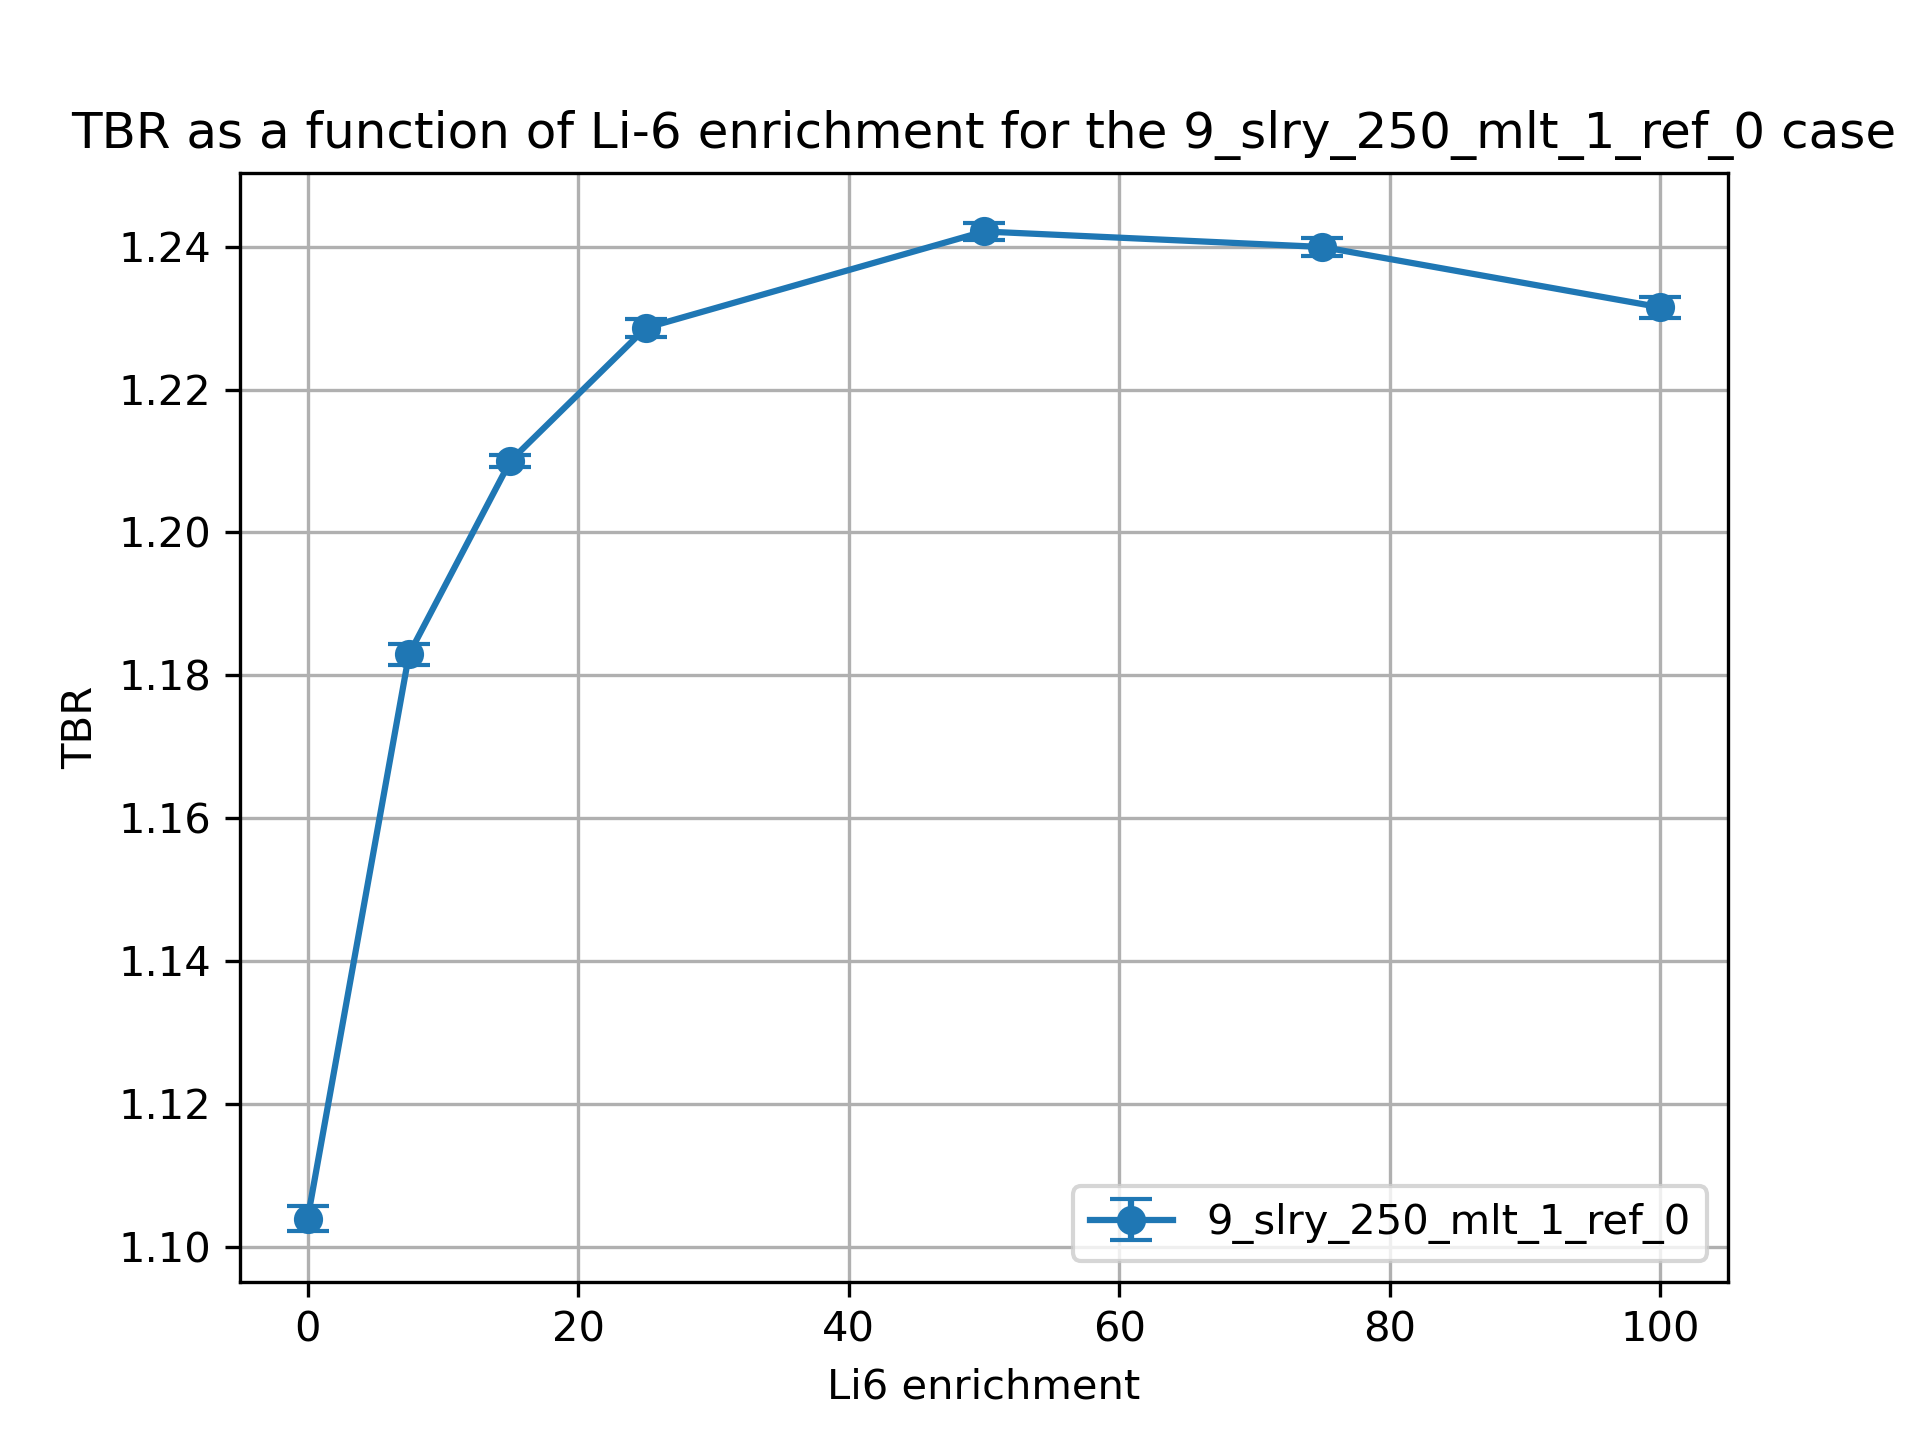 TBR as a function of Li-6 enrichment for the 9_slry_250_mlt_1_ref_0 case
TBR
1.24
1.22
1.20
1.18
1.16
1.14
1.12
1.10
9_slry_250_mlt_1_ref_0
0 20 40 60 80 100
Li6 enrichment